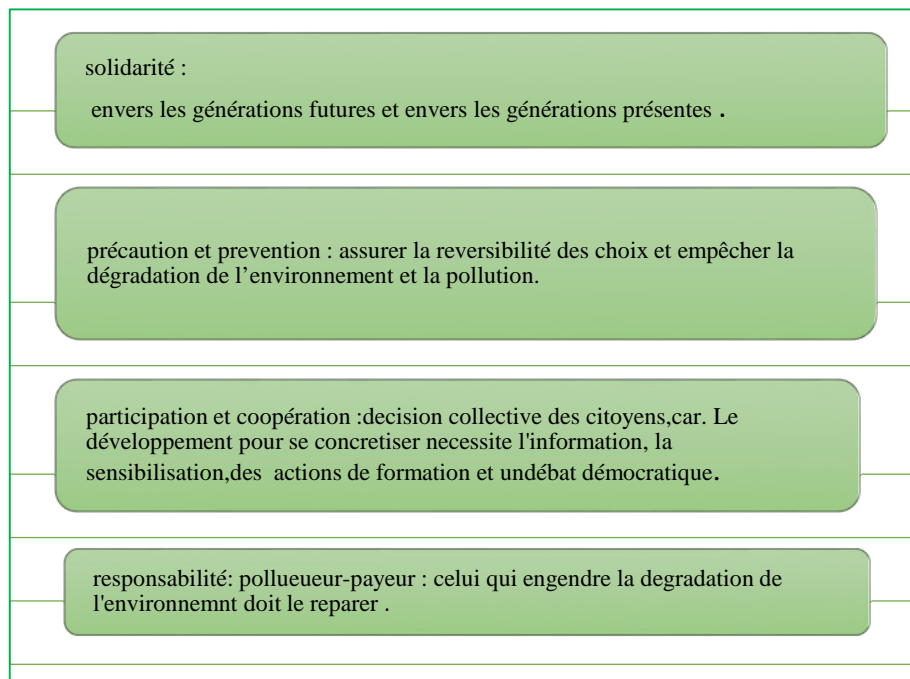 solidarité :
envers les générations futures et envers les générations présentes .
précaution et prevention : assurer la reversibilité des choix et empêcher la
dégradation de l’environnement et la pollution.
participation et coopération :decision collective des citoyens,car. Le
développement pour se concretiser necessite l'information, la
sensibilisation,des actions de formation et undébat démocratique.
responsabilité: pollueueur-payeur : celui qui engendre la degradation de
l'environnemnt doit le reparer .